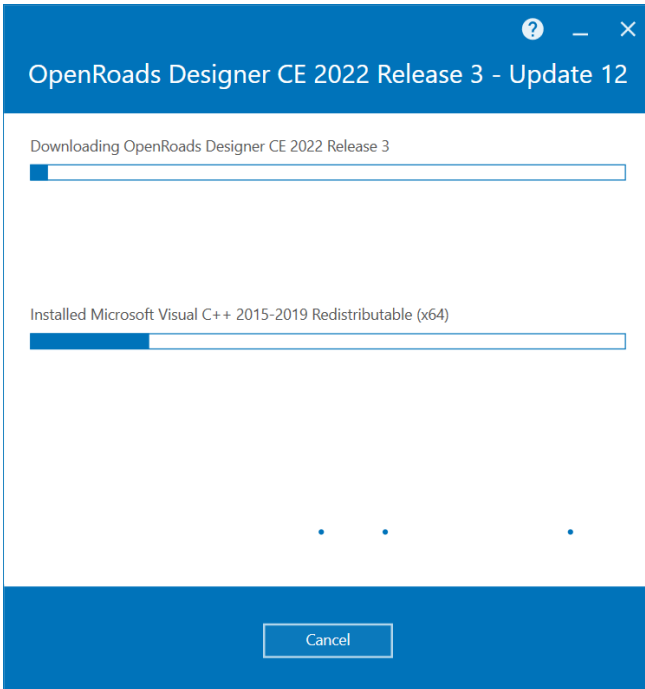 ?
OpenRoads Designer CE 2022 Release 3 - Update 12
Downloading OpenRoads Designer CE 2022 Release 3
Installed Microsoft Visual C++ 2015-2019 Redistributable (x64)
Cancel